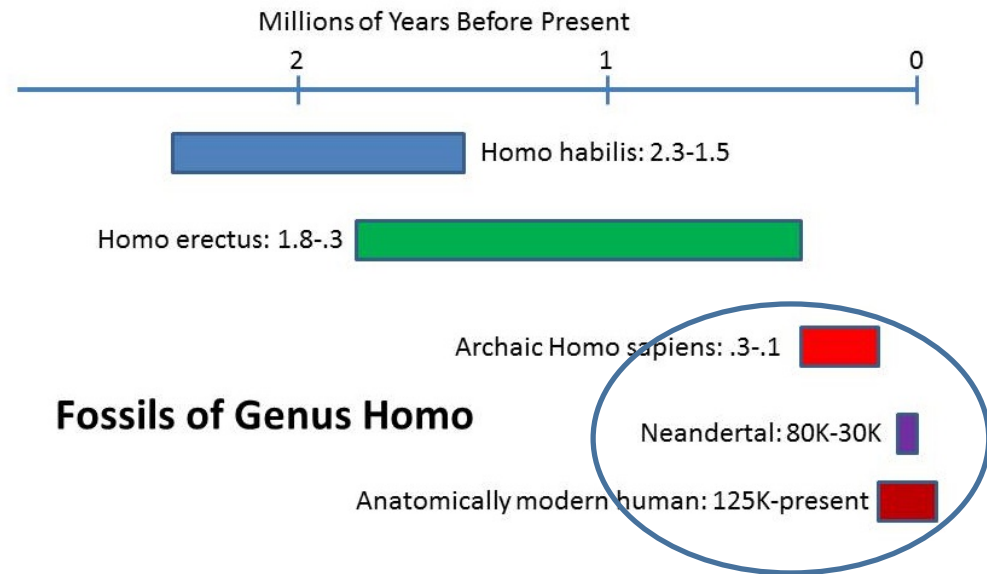 Millions of Years Before Present
2 1 0
Homo habilis: 2.3-1.5
Homo erectus: 1.8-.3
Archaic Homo sapiens: .3-.1
Fossils of Genus Homo
Neandertal: 80K-30K
Anatomically modern human: 125K-present